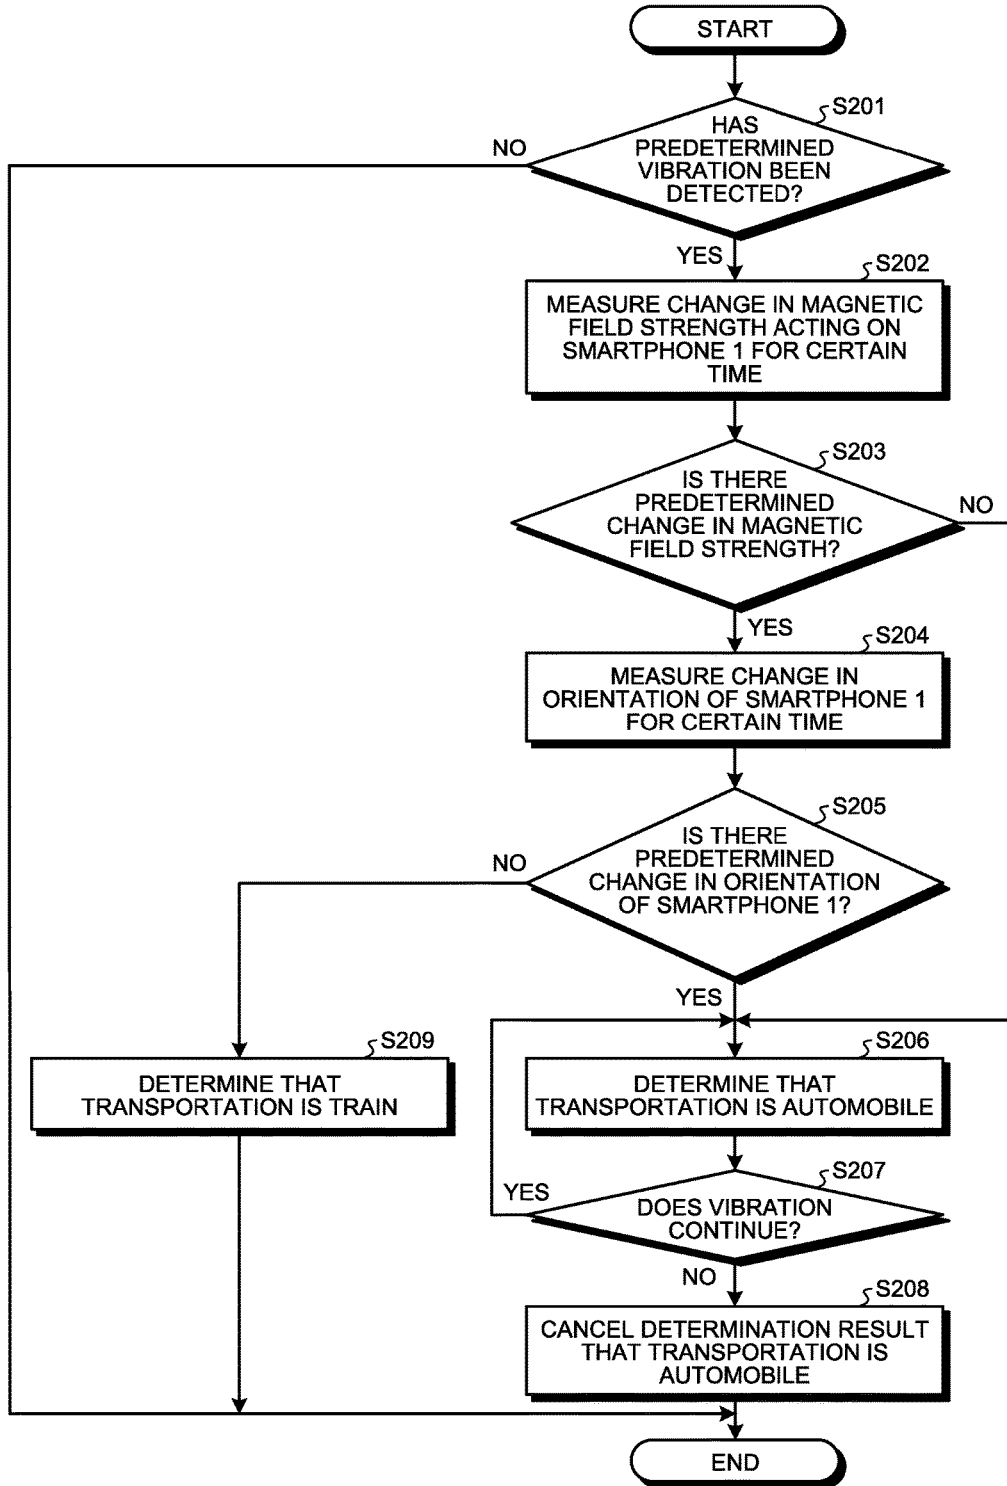 START
S201
HAS
PREDETERMINED
VIBRATION BEEN
DETECTED?
NO
YES
S202
MEASURE CHANGE IN MAGNETIC
FIELD STRENGTH ACTING ON
SMARTPHONE 1 FOR CERTAIN
TIME
S203
IS THERE
PREDETERMINED
CHANGE IN MAGNETIC
FIELD STRENGTH?
NO
YES
S204
MEASURE CHANGE IN
ORIENTATION OF SMARTPHONE 1
FOR CERTAIN TIME
S205
IS THERE
PREDETERMINED
CHANGE IN ORIENTATION
OF SMARTPHONE 1?
NO
YES
S209
DETERMINE THAT
TRANSPORTATION IS TRAIN
S206
DETERMINE THAT
TRANSPORTATION IS AUTOMOBILE
S207
DOES VIBRATION
CONTINUE?
YES
NO
S208
CANCEL DETERMINATION RESULT
THAT TRANSPORTATION IS
AUTOMOBILE
END